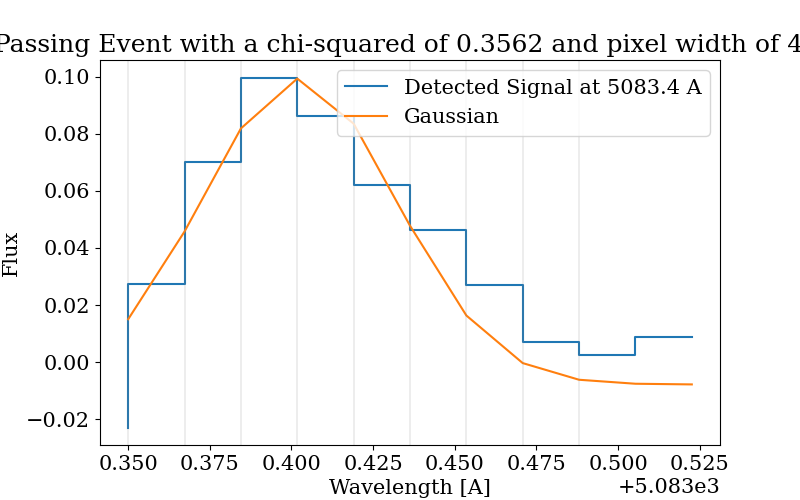 Passing Event with a chi-squared of 0.3562 and pixel width of 4
Detected Signal at 5083.4 A
Gaussian
Flux
0.10
0.08
0.06
0.04
0.02
0.00
−0.02
0.350 0.375 0.400 0.425 0.450 0.475 0.500 0.525
+5.083e3
Wavelength [A]